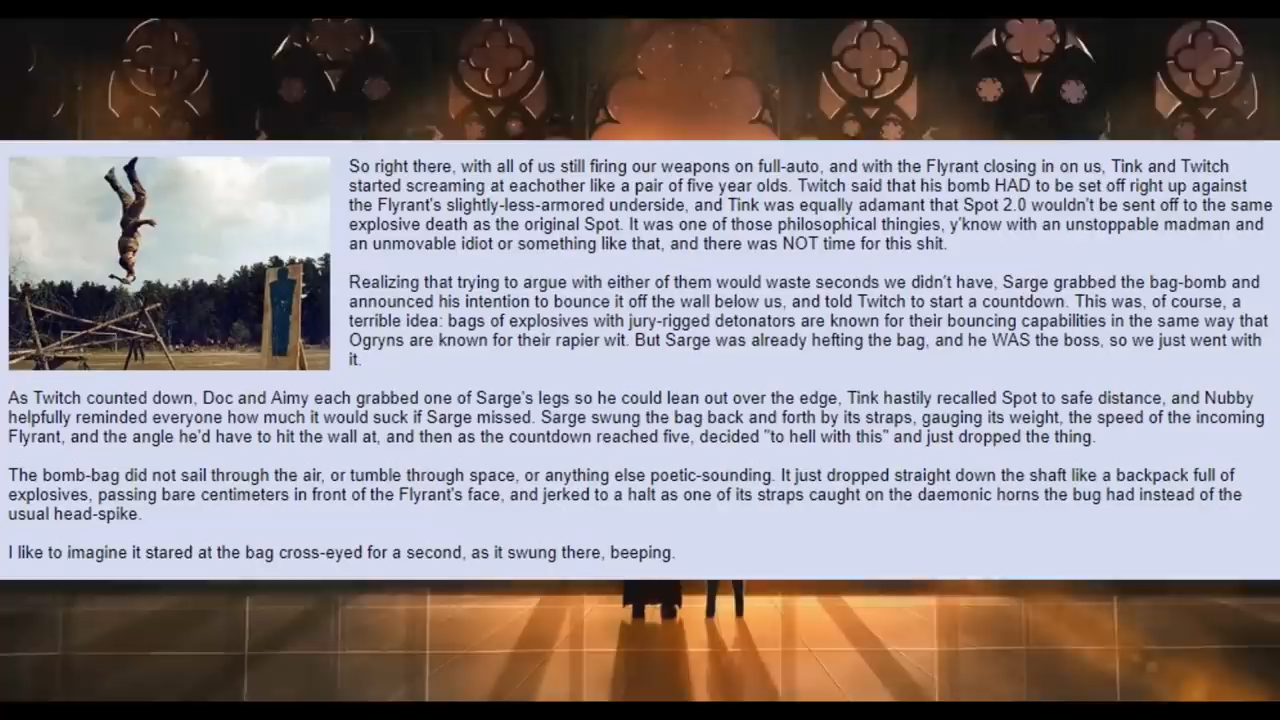 So right there, with all of us still firing our weapons on full-auto, and with the Flyrant closing in on us, Tink and Twitch
started screaming at eachother like a pair of five year olds. Twitch said that his bomb HAD to be set off right up against
the Flyrant's slightly-less-armored underside, and Tink was equally adamant that Spot 2.0 wouldn't be sent off to the same
explosive death as the original Spot. It was one of those philosophical thingies, y'know with an unstoppable madman and
an unmovable idiot or something like that, and there was NOT time for this shit.
Realizing that trying to argue with either of them would waste seconds we didn't have, Sarge grabbed the bag-bomb and
announced his intention to bounce it off the wall below us, and told Twitch to start a countdown. This was, of course, a
terrible idea: bags of explosives with jury-rigged detonators are known for their bouncing capabilities in the same way that
Ogryns are known for their rapier wit. But Sarge was already hefting the bag, and he WAS the boss, so we just went with
it.
As Twitch counted down, Doc and Aimy each grabbed one of Sarge's legs so he could lean out over the edge, Tink hastily recalled Spot to safe distance, and Nubby
helpfully reminded everyone how much it would suck if Sarge missed. Sarge swung the bag back and forth by its straps, gauging its weight, the speed of the incoming
Flyrant, and the angle he'd have to hit the wall at, and then as the countdown reached five, decided "to hell with this" and just dropped the thing.
The bomb-bag did not sail through the air, or tumble through space, or anything else poetic-sounding. It just dropped straight down the shaft like a backpack full of
explosives, passing bare centimeters in front of the Flyrant's face, and jerked to a halt as one of its straps caught on the daemonic horns the bug had instead of the
usual head-spike.
I like to imagine it stared at the bag cross-eyed for a second, as it swung there, beeping.